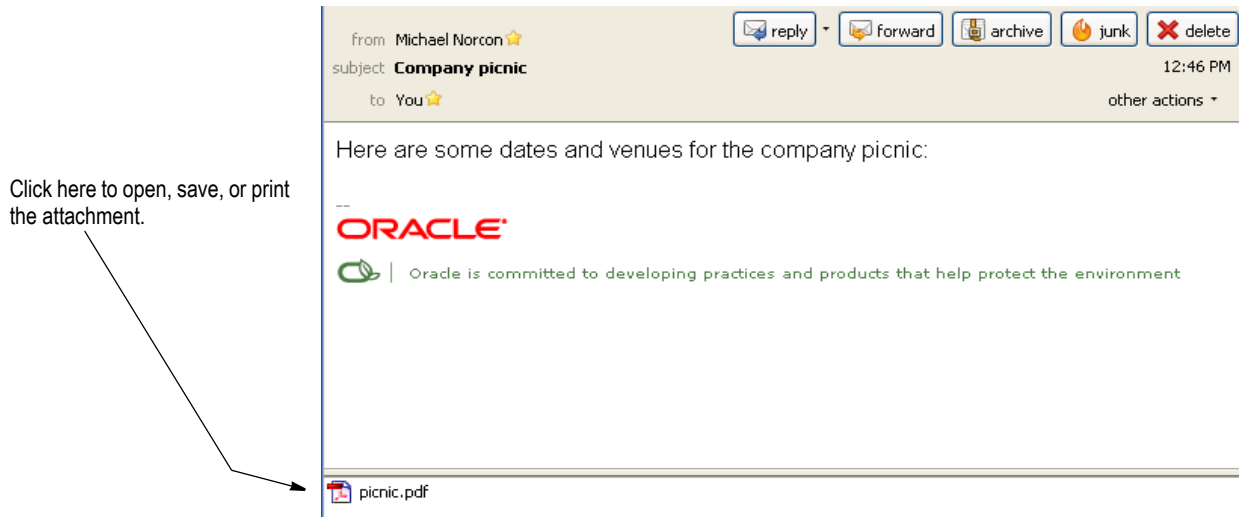 from Michael Norcon
reply forward archive junk delete
subject Company picnic
12:46 PM
to You
other actions
Here are some dates and venues for the company picnic:
Click here to open, save, or print
the attachment.
--
ORACLE
Oracle is committed to developing practices and products that help protect the environment
picnic.pdf